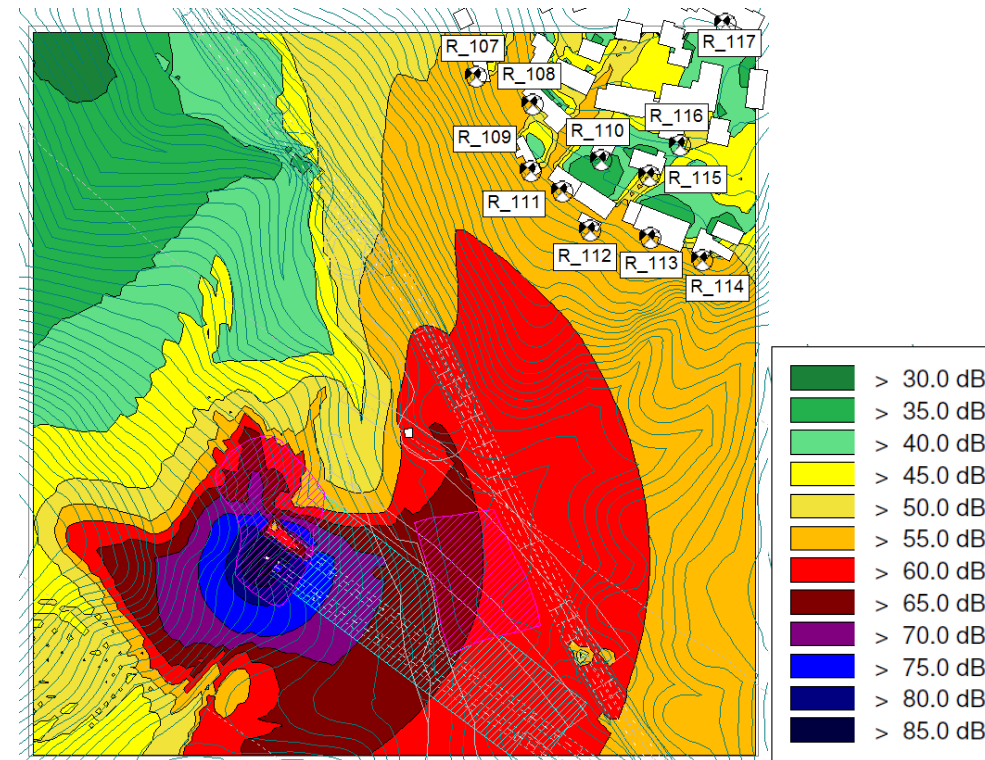 R_117
R_107
R_108
R_116
R_110
R_109
R_115
R_111
R_112
R_113
R_114
> 30.0 dB
> 35.0 dB
> 40.0 dB
> 45.0 dB
> 50.0 dB
> 55.0 dB
> 60.0 dB
> 65.0 dB
> 70.0 dB
> 75.0 dB
> 80.0 dB
> 85.0 dB